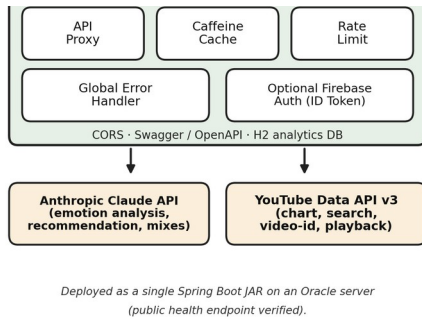 API
Proxy
Caffeine
Cache
Rate
Limit
Global Error
Handler
Optional Firebase
Auth (ID Token)
CORS · Swagger / OpenAPI · H2 analytics DB
Anthropic Claude API
(emotion analysis,
recommendation, mixes)
YouTube Data API v3
(chart, search,
video-id, playback)
Deployed as a single Spring Boot JAR on an Oracle server
(public health endpoint verified).